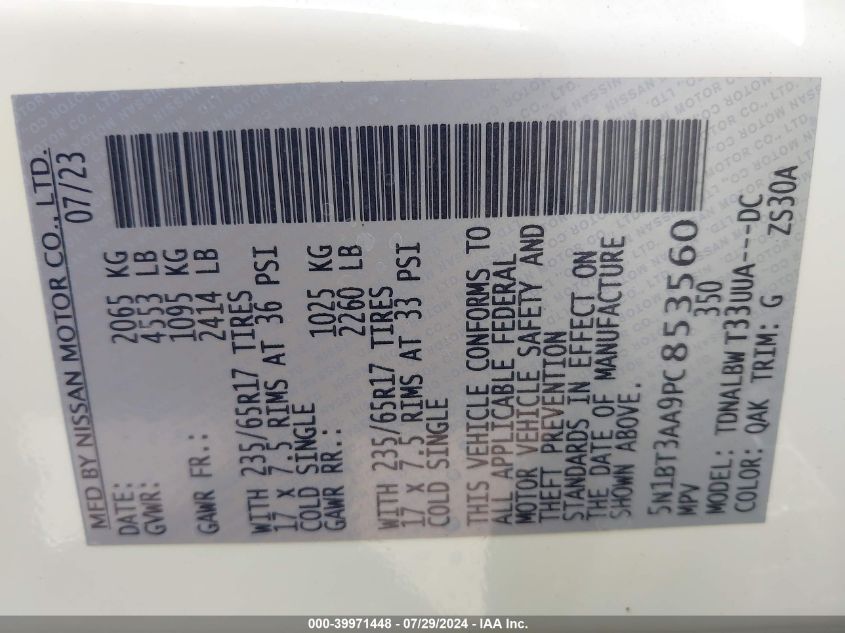 MFD BY NISSAN MOTOR CO., LTD.
DATE: 07/23
GVWR: 2065 KG
4553 LB
GAWR FR.: 1095 KG
2414 LB
WITH 235/65R17 TIRES
17 X 7.5 RIMS AT 36 PSI
COLD SINGLE
GAWR RR.: 1025 KG
2260 LB
WITH 235/65R17 TIRES
17 X 7.5 RIMS AT 33 PSI
COLD SINGLE
THIS VEHICLE CONFORMS TO
ALL APPLICABLE FEDERAL
MOTOR VEHICLE SAFETY AND
THEFT PREVENTION
STANDARDS IN EFFECT ON
THE DATE OF MANUFACTURE
SHOWN ABOVE.
5N1BT3AA9PC853560
MPV 350
MODEL: TDNALBWT33UUA---DC
COLOR: QAK TRIM: G ZS30A
000-39971448 - 07/29/2024 - IAA Inc.